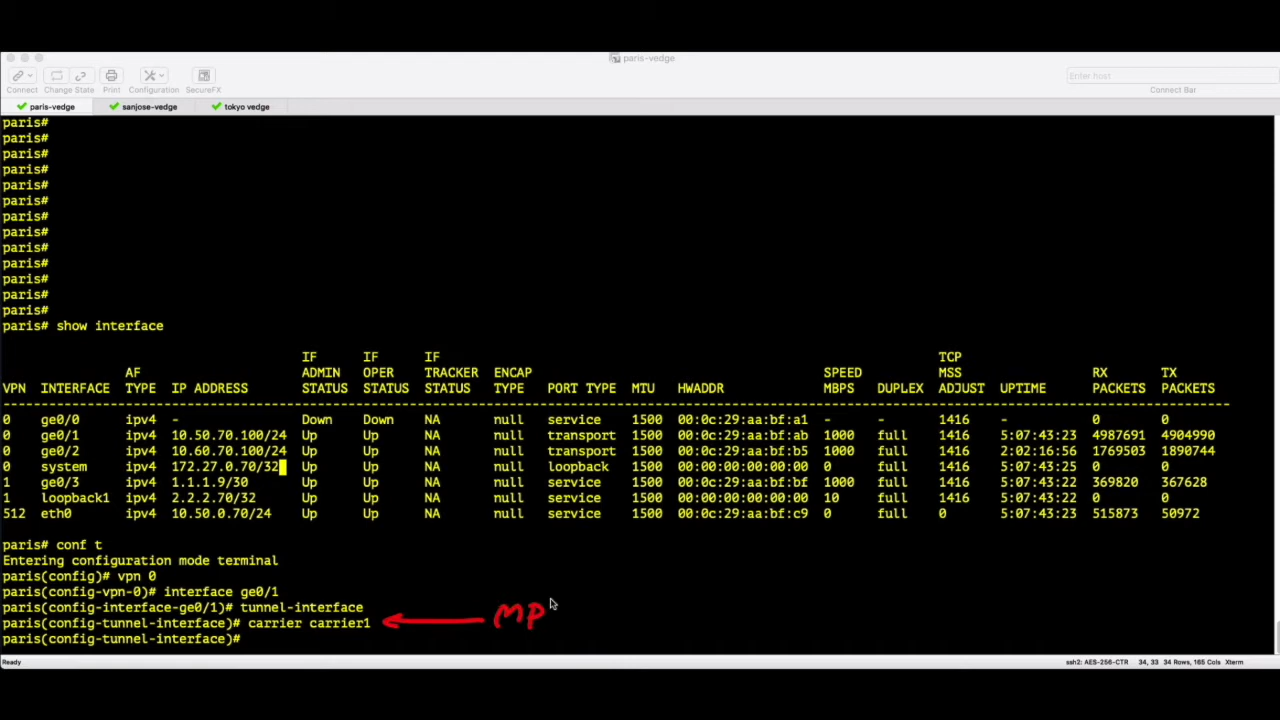 paris-vedge
Connect Change State Print Configuration SecureFX
Enter host
Connect Bar
paris-vedge sanjose-vedge tokyo vedge
paris#
paris#
paris#
paris#
paris#
paris#
paris#
paris#
paris#
paris#
paris#
paris#
paris#
paris# show interface
IF IF IF TCP
AF ADMIN OPER TRACKER ENCAP SPEED MSS RX TX
VPN INTERFACE TYPE IP ADDRESS STATUS STATUS STATUS TYPE PORT TYPE MTU HWADDR MBPS DUPLEX ADJUST UPTIME PACKETS PACKETS
0 ge0/0 ipv4 - Down Down NA null service 1500 00:0c:29:aa:bf:a1 - - 1416 - 0 0
0 ge0/1 ipv4 10.50.70.100/24 Up Up NA null transport 1500 00:0c:29:aa:bf:ab 1000 full 1416 5:07:43:23 4987691 4904990
0 ge0/2 ipv4 10.60.70.100/24 Up Up NA null transport 1500 00:0c:29:aa:bf:b5 1000 full 1416 2:02:16:56 1769503 1890744
0 system ipv4 172.27.0.70/32 Up Up NA null loopback 1500 00:00:00:00:00:00 0 full 1416 5:07:43:25 0 0
1 ge0/3 ipv4 1.1.1.9/30 Up Up NA null service 1500 00:0c:29:aa:bf:bf 1000 full 1416 5:07:43:22 369820 367628
1 loopback1 ipv4 2.2.2.70/32 Up Up NA null service 1500 00:00:00:00:00:00 10 full 1416 5:07:43:22 0 0
512 eth0 ipv4 10.50.0.70/24 Up Up NA null service 1500 00:0c:29:aa:bf:c9 0 full 0 5:07:43:23 515873 50972
paris# conf t
Entering configuration mode terminal
paris(config)# vpn 0
paris(config-vpn-0)# interface ge0/1
paris(config-interface-ge0/1)# tunnel-interface
paris(config-tunnel-interface)# carrier carrier1 MP
paris(config-tunnel-interface)#
Ready ssh2: AES-256-CTR 34, 33 34 Rows, 165 Cols Xterm